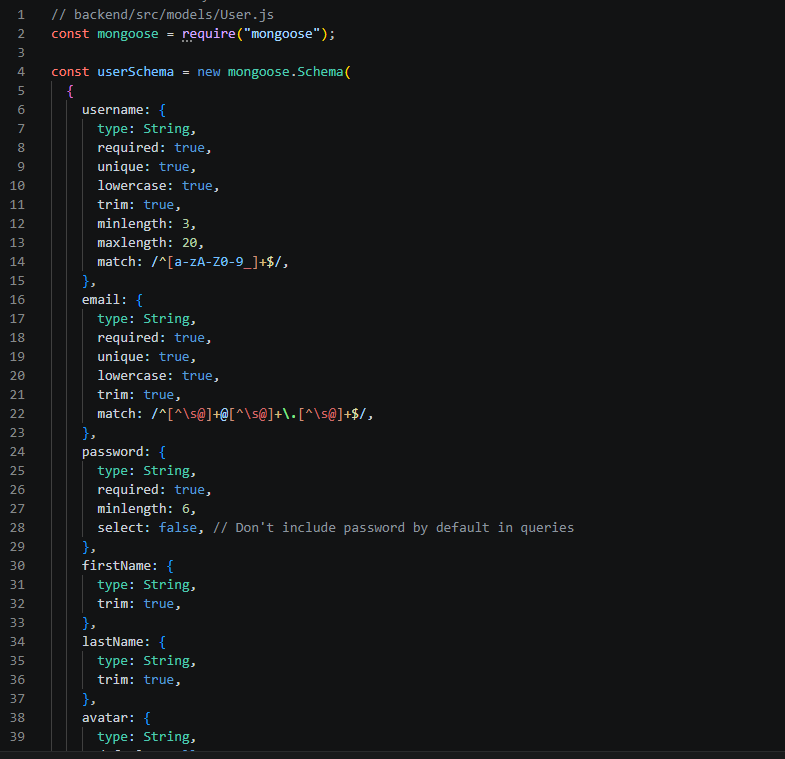 1 // backend/src/models/User.js
2 const mongoose = require("mongoose");
3
4 const userSchema = new mongoose.Schema(
5 {
6 username: {
7 type: String,
8 required: true,
9 unique: true,
10 lowercase: true,
11 trim: true,
12 minlength: 3,
13 maxlength: 20,
14 match: /^[a-zA-Z0-9_]+$/,
15 },
16 email: {
17 type: String,
18 required: true,
19 unique: true,
20 lowercase: true,
21 trim: true,
22 match: /^[^\s@]+@[^\s@]+\.[^\s@]+$/,
23 },
24 password: {
25 type: String,
26 required: true,
27 minlength: 6,
28 select: false, // Don't include password by default in queries
29 },
30 firstName: {
31 type: String,
32 trim: true,
33 },
34 lastName: {
35 type: String,
36 trim: true,
37 },
38 avatar: {
39 type: String,